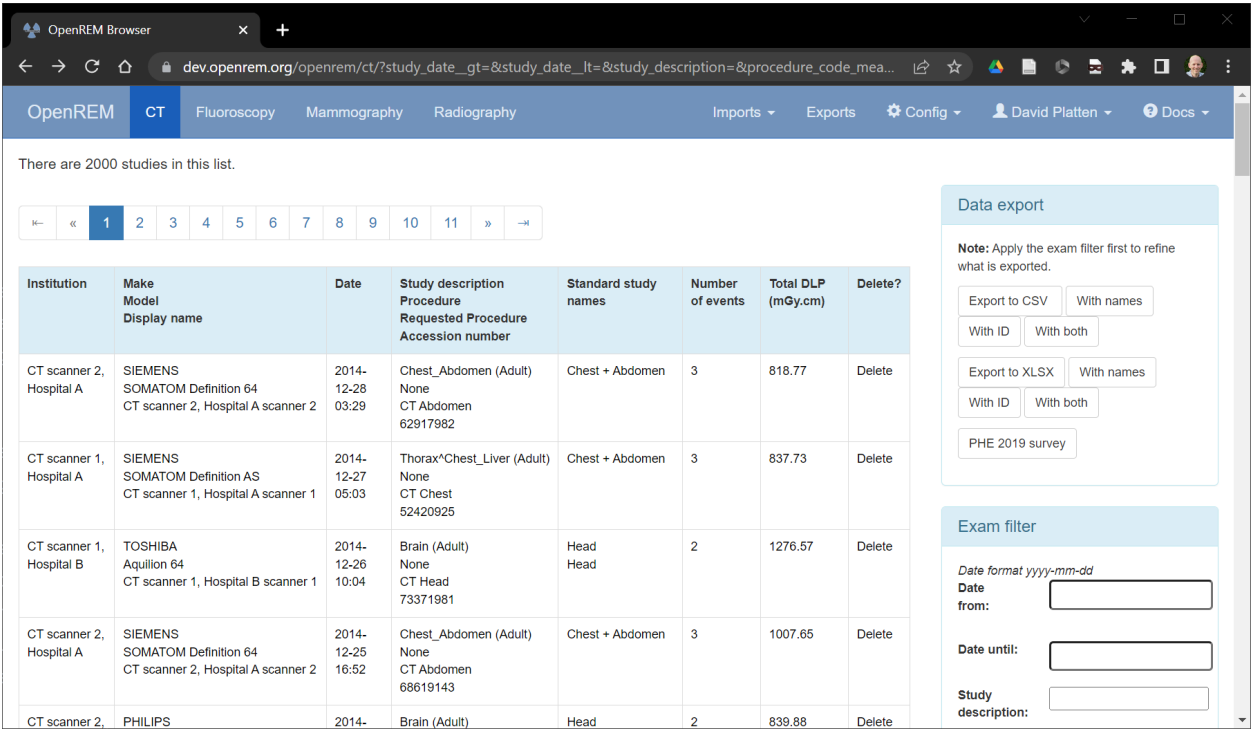 OpenREM Browser
dev.openrem.org/openrem/ct/?study_date__gt=&study_date__lt=&study_description=&procedure_code_mea...
OpenREM CT Fluoroscopy Mammography Radiography Imports Exports Config David Platten Docs
There are 2000 studies in this list.
« 1 2 3 4 5 6 7 8 9 10 11 »
Institution
Make
Model
Display name
Date
Study description
Procedure
Requested Procedure
Accession number
Standard study
names
Number
of events
Total DLP
(mGy.cm)
Delete?
CT scanner 2,
Hospital A
SIEMENS
SOMATOM Definition 64
CT scanner 2, Hospital A scanner 2
2014-
12-28
03:29
Chest_Abdomen (Adult)
None
CT Abdomen
62917982
Chest + Abdomen
3
818.77
Delete
CT scanner 1,
Hospital A
SIEMENS
SOMATOM Definition AS
CT scanner 1, Hospital A scanner 1
2014-
12-27
05:03
Thorax^Chest_Liver (Adult)
None
CT Chest
52420925
Chest + Abdomen
3
837.73
Delete
CT scanner 1,
Hospital B
TOSHIBA
Aquilion 64
CT scanner 1, Hospital B scanner 1
2014-
12-26
10:04
Brain (Adult)
None
CT Head
73371981
Head
Head
2
1276.57
Delete
CT scanner 2,
Hospital A
SIEMENS
SOMATOM Definition 64
CT scanner 2, Hospital A scanner 2
2014-
12-25
16:52
Chest_Abdomen (Adult)
None
CT Abdomen
68619143
Chest + Abdomen
3
1007.65
Delete
CT scanner 2,
PHILIPS
2014-
Brain (Adult)
Head
2
839.88
Delete
Data export
Note: Apply the exam filter first to refine
what is exported.
Export to CSV With names
With ID With both
Export to XLSX With names
With ID With both
PHE 2019 survey
Exam filter
Date format yyyy-mm-dd
Date
from:
Date until:
Study
description: